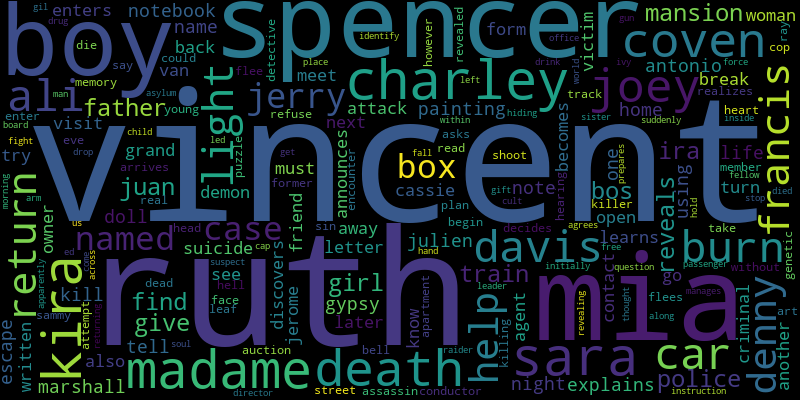 gil enters notebook boy spencer mansion woman
drug name identify gun
die say could back detective however revealed form coven cop
memory van meet place office victim antonio ray
all father flee light jerry charley drink world ivy joey break force
man asylum young attack painting left track home realizes
enter visit refuse next hiding within sister suddenly heart inside
board fight child led vincent asks read fall shoot becomes
try eve drop grand puzzle must announces encounter box one ira life
morning arm arrives juan real demon cassie note bos using turn member fellow
return doll former gift plan killer hearing open died stop
us named case sin friend away julien cult begin davis reveals burn francis
owner head suicide letter hand decides agrees learns hold take
ed cap see girl know contact free without genetic
apparently across kira dead hell discovers gypsy train initially question passenger go
kill find suspect face ruth later agent mia thought flees along manages
sammy come give leaf jerome apartment leader help killing revealing prepares denny art
escape attempt returning tell soul auction bell raider sara car criminal another
written also madame death night explains police
marshall director street assassin conductor instruction